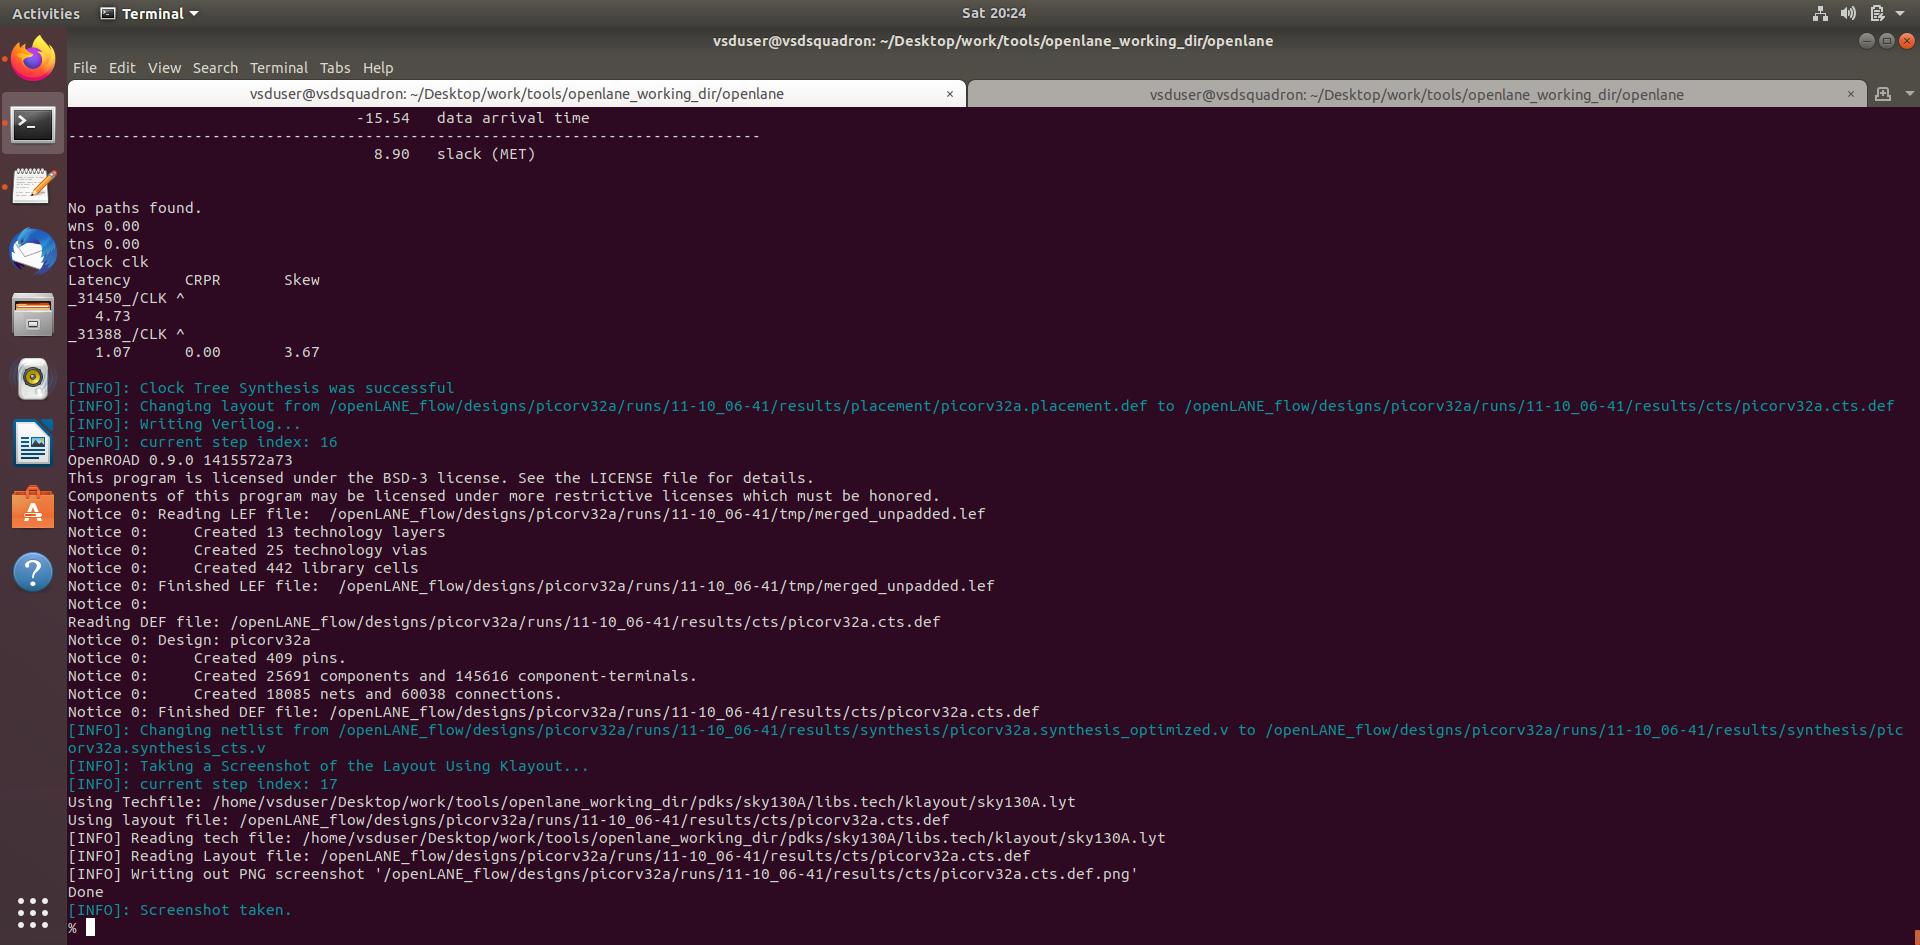 Activities Terminal Sat 20:24
vsduser@vsdsquadron: ~/Desktop/work/tools/openlane_working_dir/openlane
File Edit View Search Terminal Tabs Help
vsduser@vsdsquadron: ~/Desktop/work/tools/openlane_working_dir/openlane × vsduser@vsdsquadron: ~/Desktop/work/tools/openlane_working_dir/openlane ×
-15.54 data arrival time
-----------------------------------------------------------------------------
8.90 slack (MET)
No paths found.
wns 0.00
tns 0.00
Clock clk
Latency CRPR Skew
_31450_/CLK ^
4.73
_31388_/CLK ^
1.07 0.00 3.67
[INFO]: Clock Tree Synthesis was successful
[INFO]: Changing layout from /openLANE_flow/designs/picorv32a/runs/11-10_06-41/results/placement/picorv32a.placement.def to /openLANE_flow/designs/picorv32a/runs/11-10_06-41/results/cts/picorv32a.cts.def
[INFO]: Writing Verilog...
[INFO]: current step index: 16
OpenROAD 0.9.0 1415572a73
This program is licensed under the BSD-3 license. See the LICENSE file for details.
Components of this program may be licensed under more restrictive licenses which must be honored.
Notice 0: Reading LEF file:  /openLANE_flow/designs/picorv32a/runs/11-10_06-41/tmp/merged_unpadded.lef
Notice 0:     Created 13 technology layers
Notice 0:     Created 25 technology vias
Notice 0:     Created 442 library cells
Notice 0: Finished LEF file:  /openLANE_flow/designs/picorv32a/runs/11-10_06-41/tmp/merged_unpadded.lef
Notice 0:
Reading DEF file: /openLANE_flow/designs/picorv32a/runs/11-10_06-41/results/cts/picorv32a.cts.def
Notice 0: Design: picorv32a
Notice 0:     Created 409 pins.
Notice 0:     Created 25691 components and 145616 component-terminals.
Notice 0:     Created 18085 nets and 60038 connections.
Notice 0: Finished DEF file: /openLANE_flow/designs/picorv32a/runs/11-10_06-41/results/cts/picorv32a.cts.def
[INFO]: Changing netlist from /openLANE_flow/designs/picorv32a/runs/11-10_06-41/results/synthesis/picorv32a.synthesis_optimized.v to /openLANE_flow/designs/picorv32a/runs/11-10_06-41/results/synthesis/pic
orv32a.synthesis_cts.v
[INFO]: Taking a Screenshot of the Layout Using Klayout...
[INFO]: current step index: 17
Using Techfile: /home/vsduser/Desktop/work/tools/openlane_working_dir/pdks/sky130A/libs.tech/klayout/sky130A.lyt
Using layout file: /openLANE_flow/designs/picorv32a/runs/11-10_06-41/results/cts/picorv32a.cts.def
[INFO] Reading tech file: /home/vsduser/Desktop/work/tools/openlane_working_dir/pdks/sky130A/libs.tech/klayout/sky130A.lyt
[INFO] Reading Layout file: /openLANE_flow/designs/picorv32a/runs/11-10_06-41/results/cts/picorv32a.cts.def
[INFO] Writing out PNG screenshot '/openLANE_flow/designs/picorv32a/runs/11-10_06-41/results/cts/picorv32a.cts.def.png'
Done
[INFO]: Screenshot taken.
%